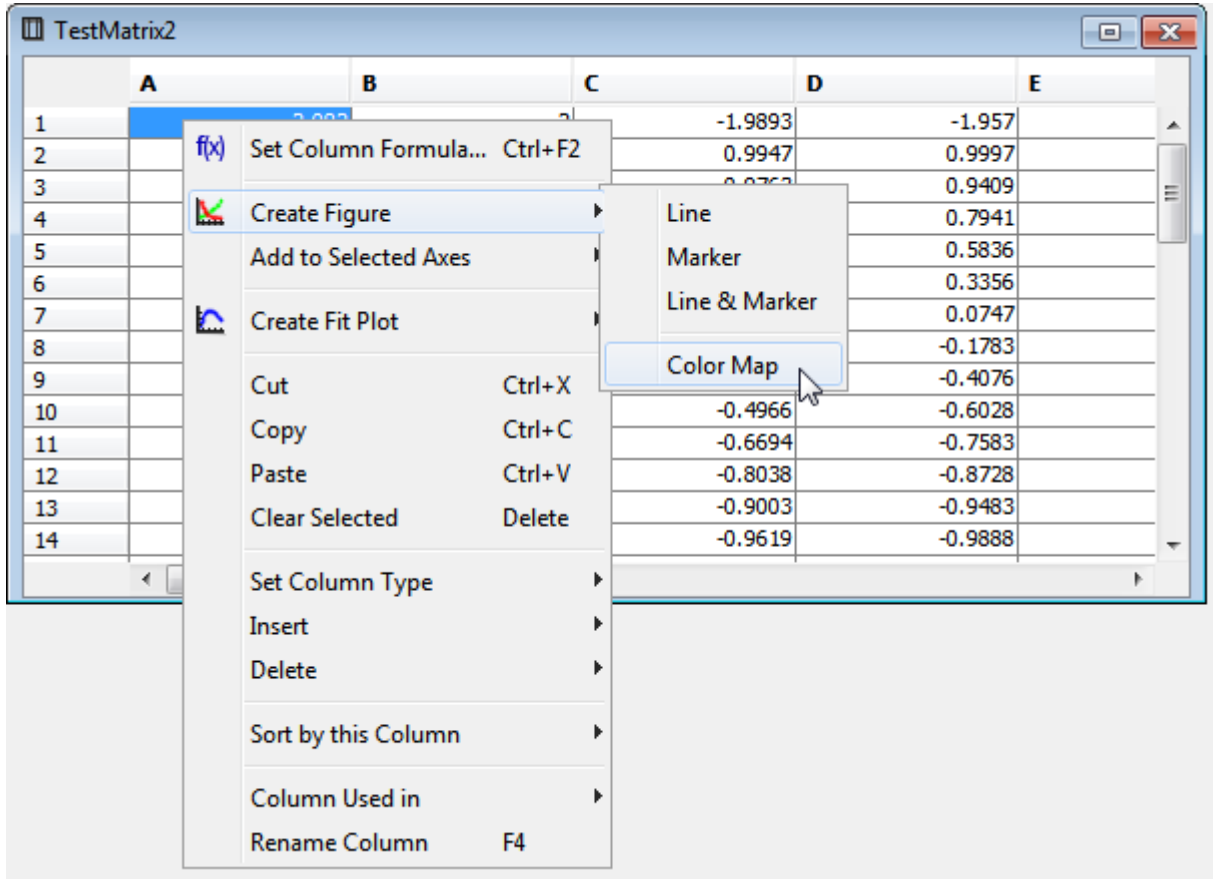 TestMatrix2
A B C D E
1 -1.9893 -1.957
2 0.9947 0.9997
3 0.9409
4 0.7941
5 0.5836
6 0.3356
7 0.0747
8 -0.1783
9 -0.4076
10 -0.4966 -0.6028
11 -0.6694 -0.7583
12 -0.8038 -0.8728
13 -0.9003 -0.9483
14 -0.9619 -0.9888
f(x) Set Column Formula... Ctrl+F2
Create Figure
Add to Selected Axes
Create Fit Plot
Cut Ctrl+X
Copy Ctrl+C
Paste Ctrl+V
Clear Selected Delete
Set Column Type
Insert
Delete
Sort by this Column
Column Used in
Rename Column F4
Line
Marker
Line & Marker
Color Map